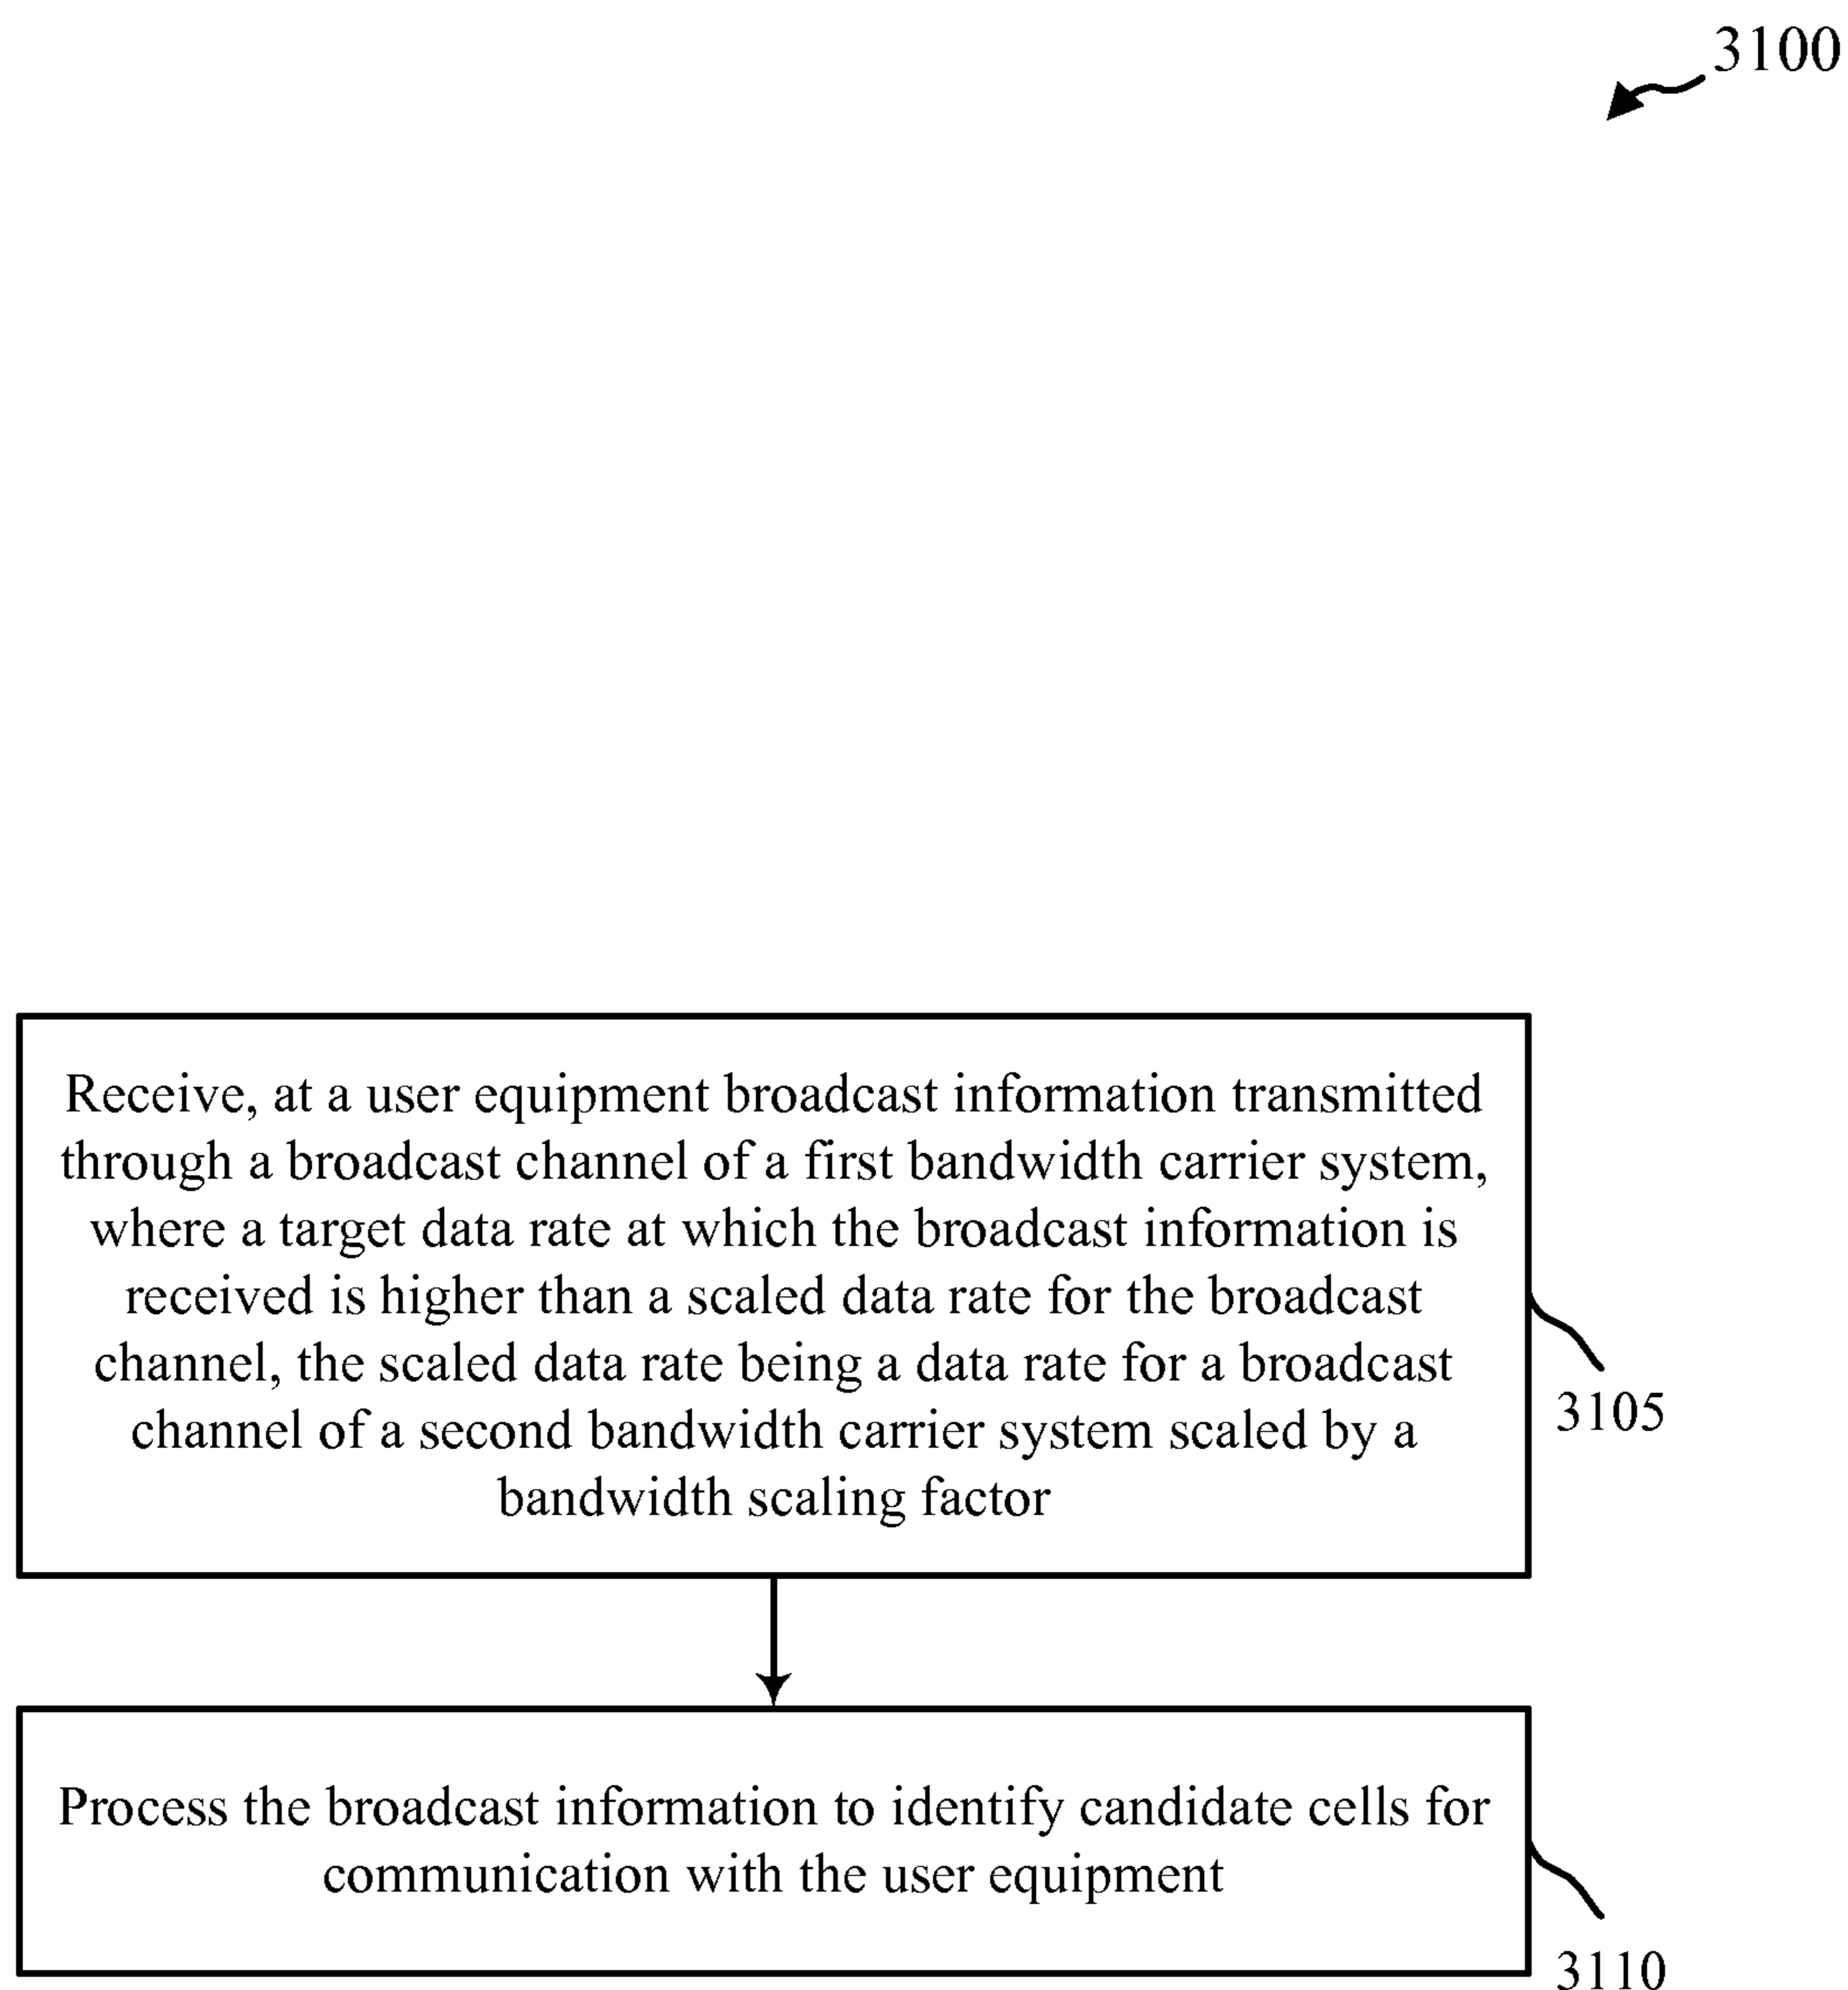 3100
Receive, at a user equipment broadcast information transmitted
through a broadcast channel of a first bandwidth carrier system,
where a target data rate at which the broadcast information is
received is higher than a scaled data rate for the broadcast
channel, the scaled data rate being a data rate for a broadcast
channel of a second bandwidth carrier system scaled by a
bandwidth scaling factor
3105
Process the broadcast information to identify candidate cells for
communication with the user equipment
3110